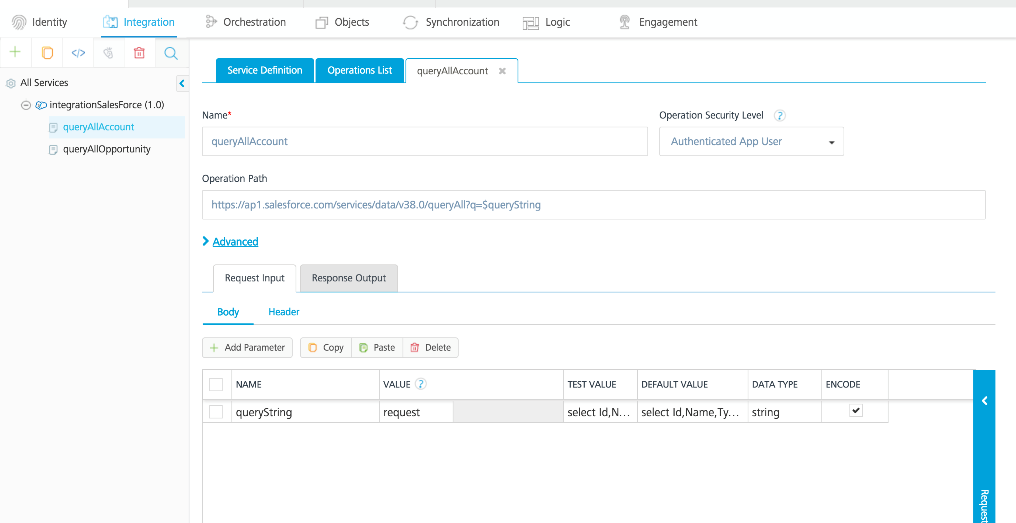 Identity Integration Orchestration Objects Synchronization Logic Engagement
</>
All Services
integrationSalesForce (1.0)
queryAllAccount
queryAllOpportunity
Service Definition Operations List queryAllAccount ×
Name* Operation Security Level ?
queryAllAccount Authenticated App User
Operation Path
https://ap1.salesforce.com/services/data/v38.0/queryAll?q=$queryString
Advanced
Request Input Response Output
Body Header
+ Add Parameter Copy Paste Delete
NAME VALUE ? TEST VALUE DEFAULT VALUE DATA TYPE ENCODE
queryString request select Id,N... select Id,Name,Ty... string
Request